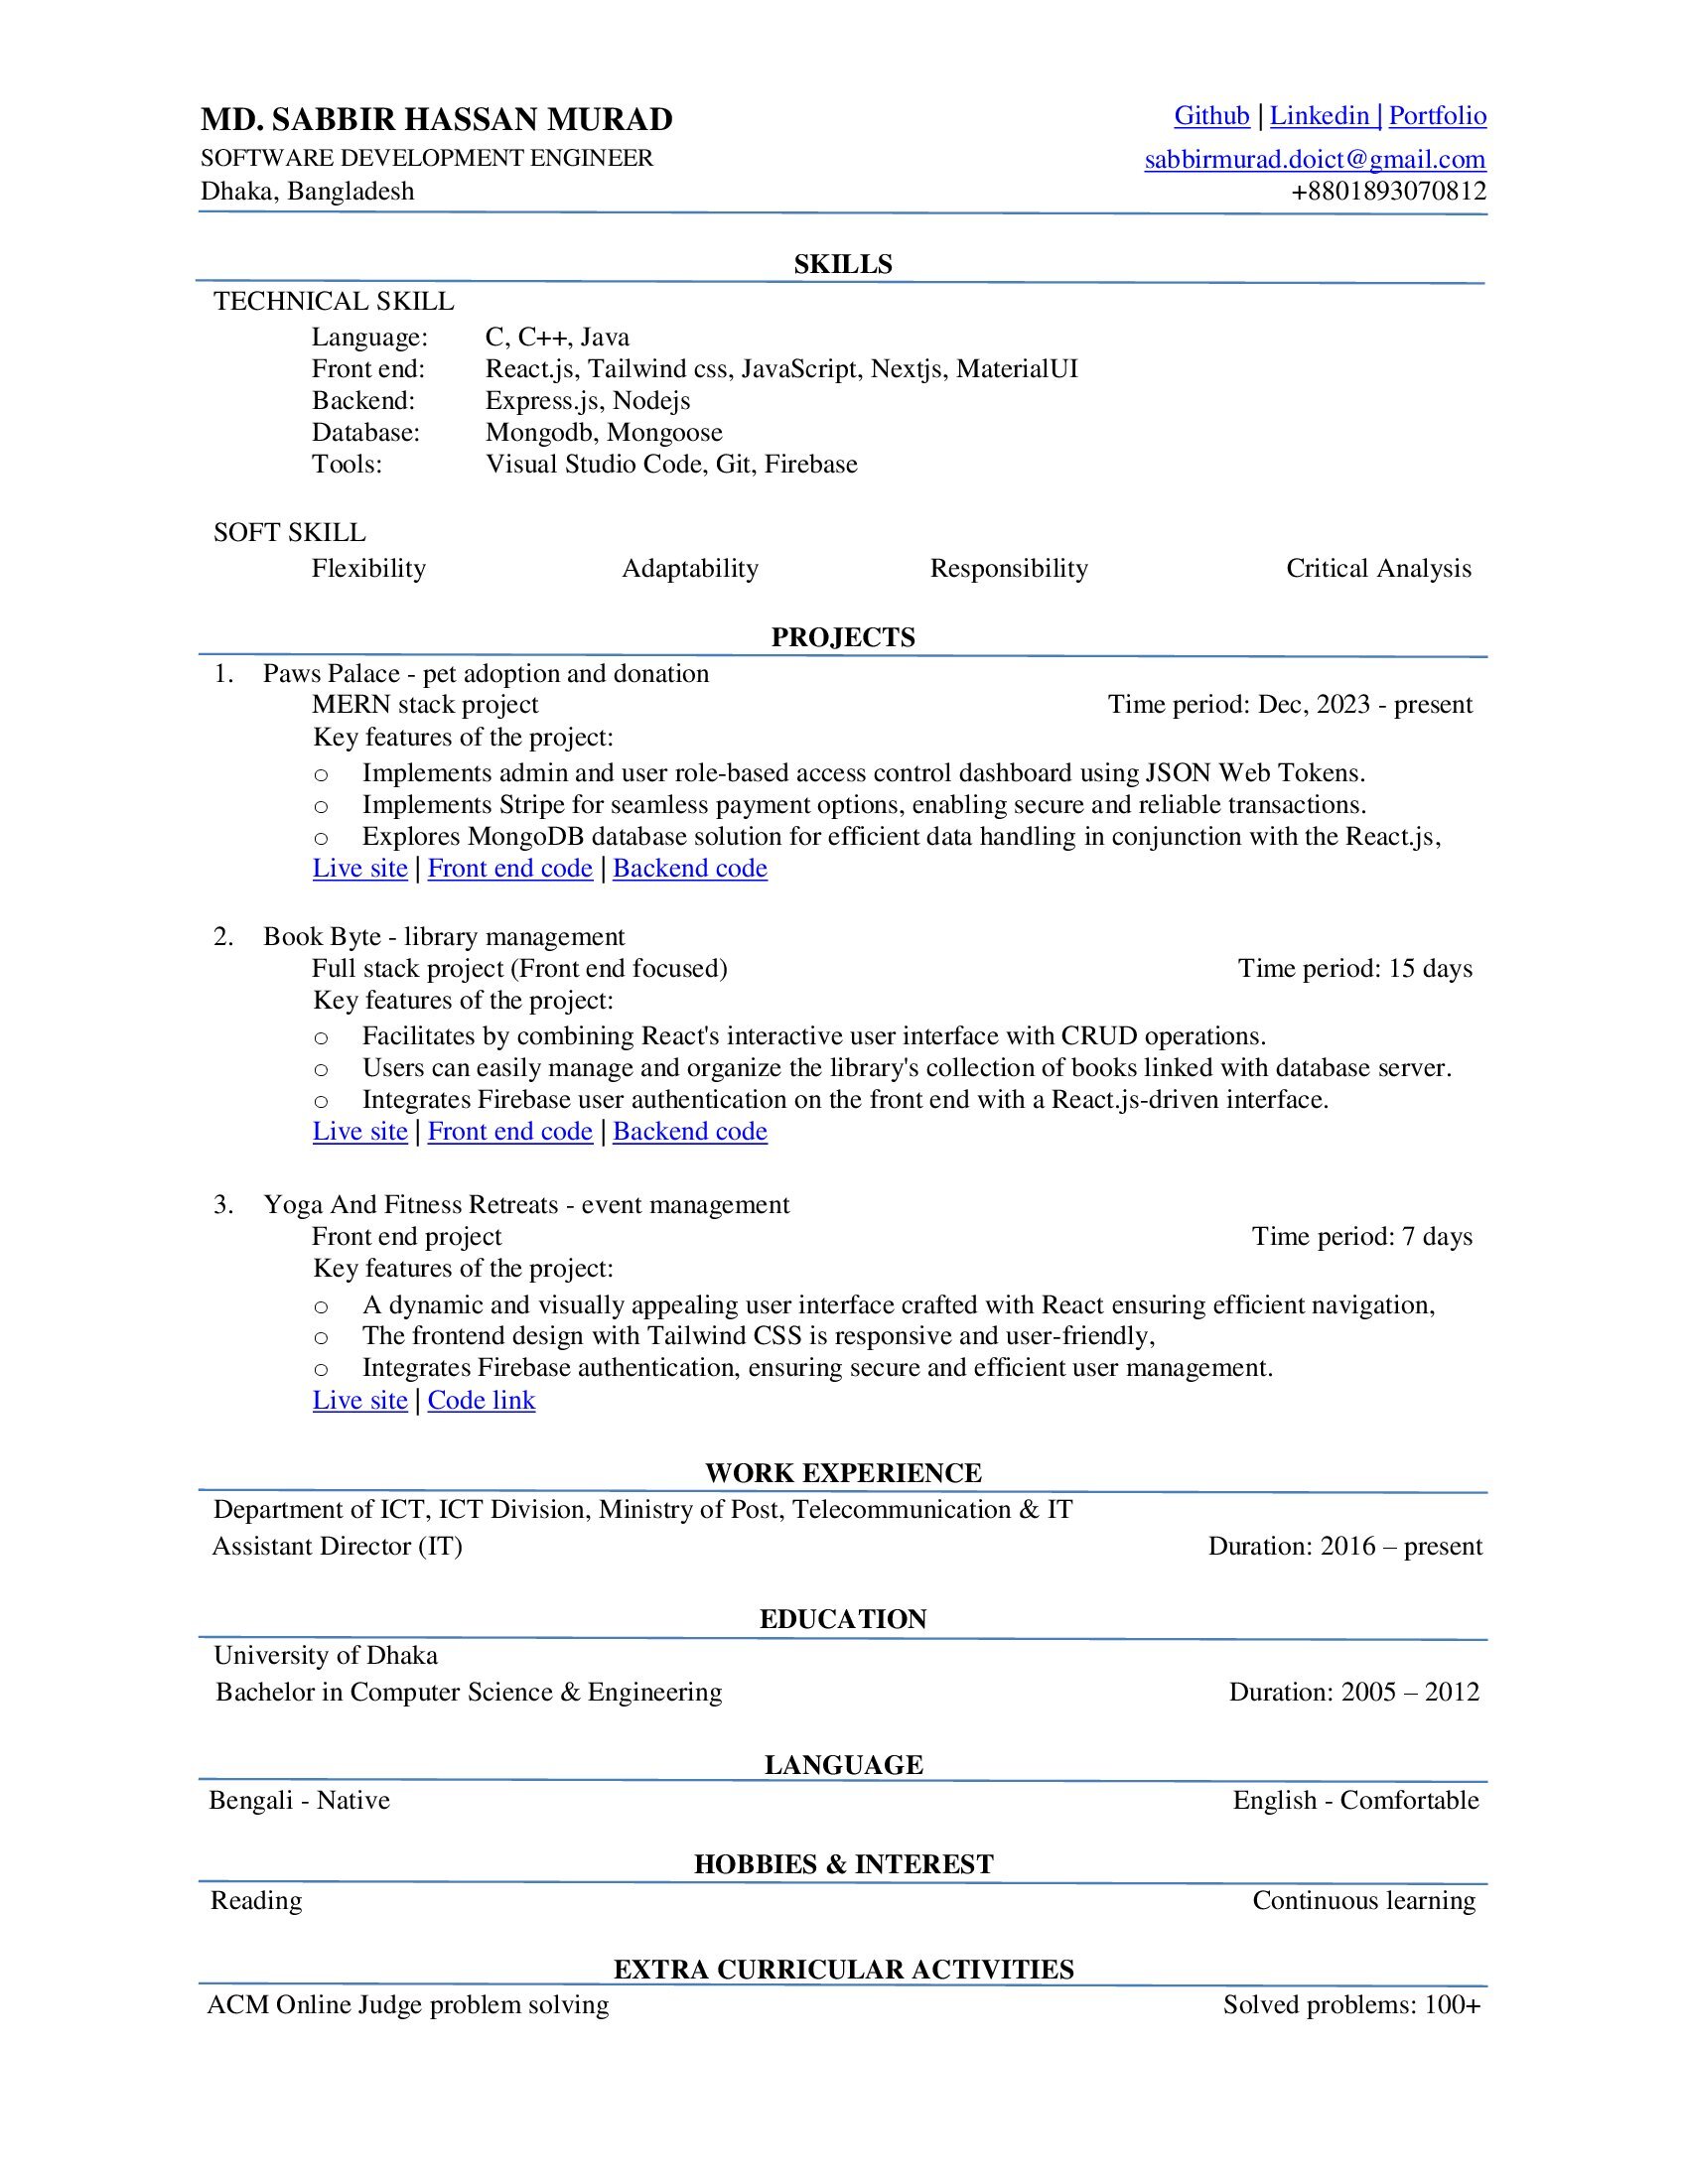 MD. SABBIR HASSAN MURAD
Github | Linkedin | Portfolio
SOFTWARE DEVELOPMENT ENGINEER
sabbirmurad.doict@gmail.com
Dhaka, Bangladesh
+8801893070812
SKILLS
TECHNICAL SKILL
Language: C, C++, Java
Front end: React.js, Tailwind css, JavaScript, Nextjs, MaterialUI
Backend: Express.js, Nodejs
Database: Mongodb, Mongoose
Tools: Visual Studio Code, Git, Firebase
SOFT SKILL
Flexibility Adaptability Responsibility Critical Analysis
PROJECTS
1. Paws Palace - pet adoption and donation
MERN stack project Time period: Dec, 2023 - present
Key features of the project:
o Implements admin and user role-based access control dashboard using JSON Web Tokens.
o Implements Stripe for seamless payment options, enabling secure and reliable transactions.
o Explores MongoDB database solution for efficient data handling in conjunction with the React.js,
Live site | Front end code | Backend code
2. Book Byte - library management
Full stack project (Front end focused) Time period: 15 days
Key features of the project:
o Facilitates by combining React's interactive user interface with CRUD operations.
o Users can easily manage and organize the library's collection of books linked with database server.
o Integrates Firebase user authentication on the front end with a React.js-driven interface.
Live site | Front end code | Backend code
3. Yoga And Fitness Retreats - event management
Front end project Time period: 7 days
Key features of the project:
o A dynamic and visually appealing user interface crafted with React ensuring efficient navigation,
o The frontend design with Tailwind CSS is responsive and user-friendly,
o Integrates Firebase authentication, ensuring secure and efficient user management.
Live site | Code link
WORK EXPERIENCE
Department of ICT, ICT Division, Ministry of Post, Telecommunication & IT
Assistant Director (IT) Duration: 2016 – present
EDUCATION
University of Dhaka
Bachelor in Computer Science & Engineering Duration: 2005 – 2012
LANGUAGE
Bengali - Native English - Comfortable
HOBBIES & INTEREST
Reading Continuous learning
EXTRA CURRICULAR ACTIVITIES
ACM Online Judge problem solving Solved problems: 100+